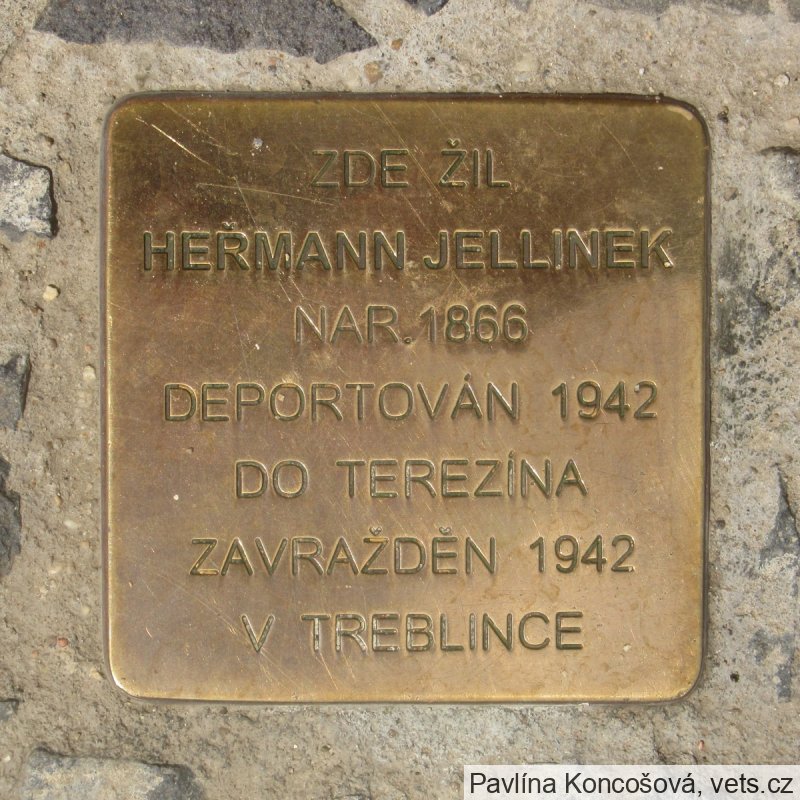 ZDE ŽIL
HEŘMANN JELLINEK
NAR.1866
DEPORTOVÁN 1942
DO TEREZÍNA
ZAVRAŽDĚN 1942
V TREBLINCE
Pavlína Koncošová, vets.cz